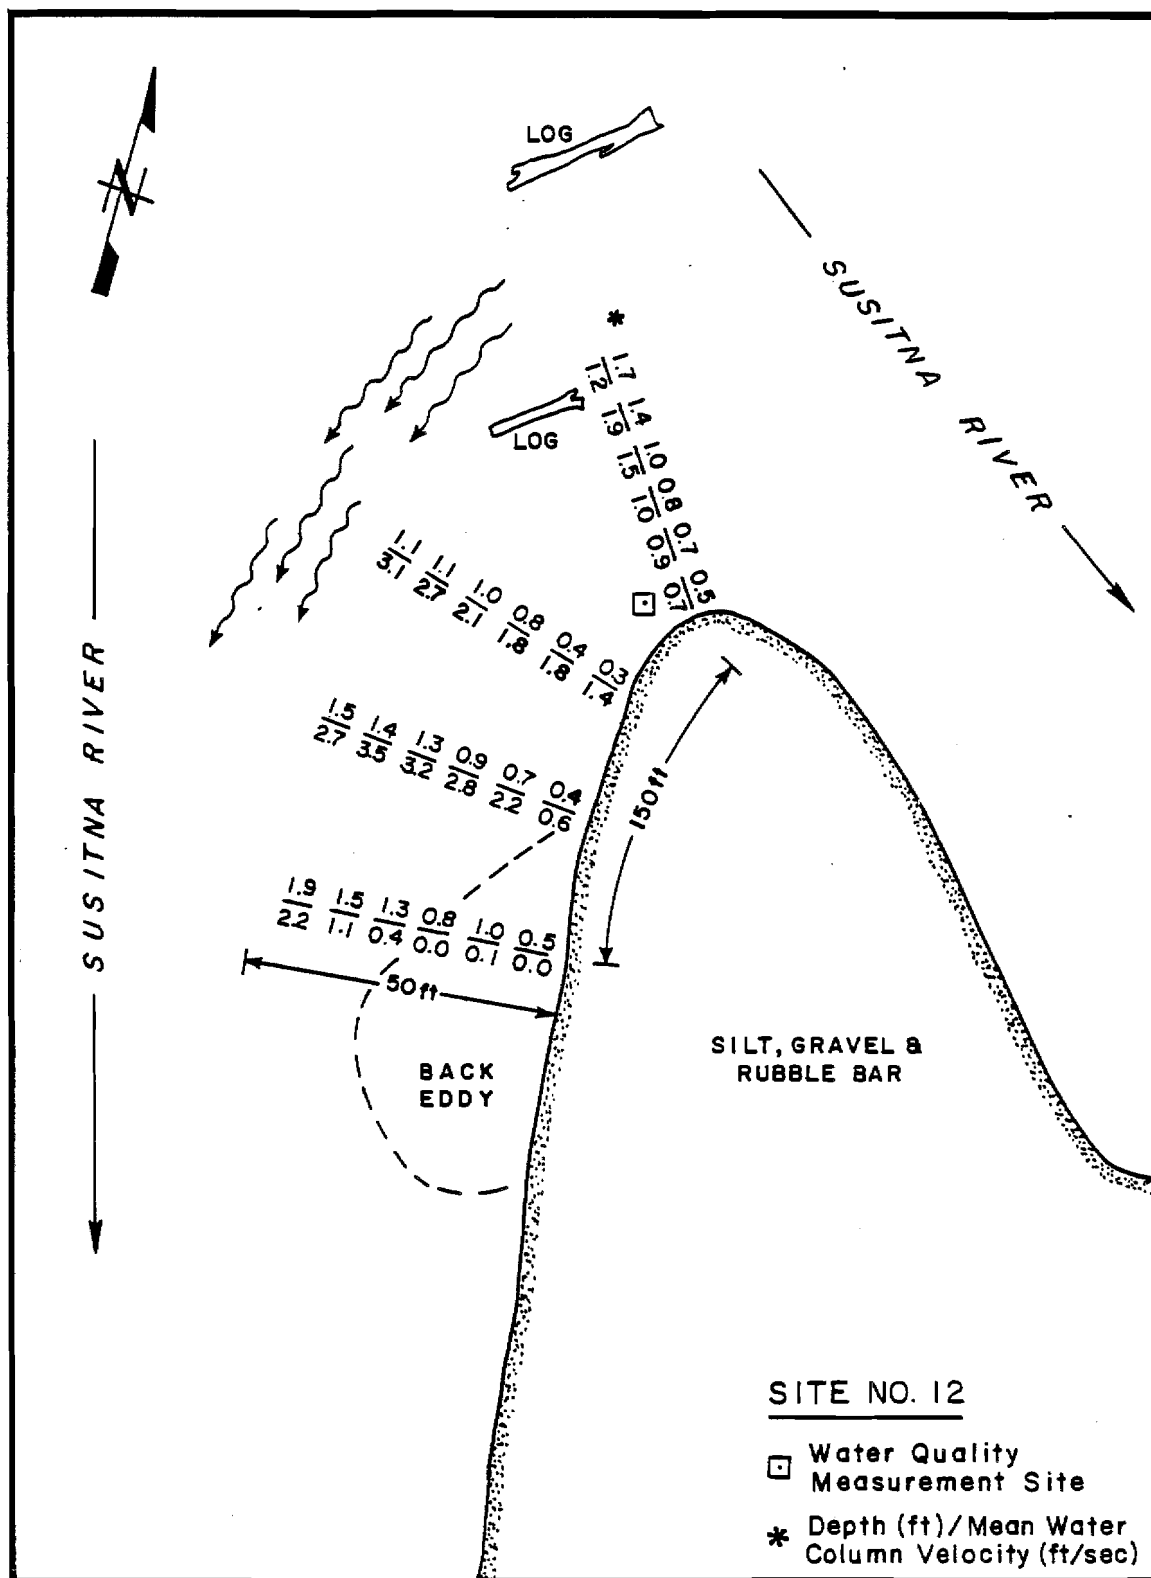 LOG
N
SUSITNA RIVER
*
1.7/1.2 1.4/1.9 1.0/1.5 0.8/1.0 0.7/0.9 0.5/0.7
LOG
1.1/3.1 1.1/2.7 1.0/2.1 0.8/1.8 0.4/1.8 0.3/1.4
SUSITNA RIVER
1.5/2.7 1.4/3.5 1.3/3.2 0.9/2.8 0.7/2.2 0.4/0.6
150ft
1.9/2.2 1.5/1.1 1.3/0.4 0.8/0.0 1.0/0.1 0.5/0.0
50ft
BACK
EDDY
SILT, GRAVEL &
RUBBLE BAR
SITE NO. 12
Water Quality
Measurement Site
* Depth (ft)/Mean Water
Column Velocity (ft/sec)